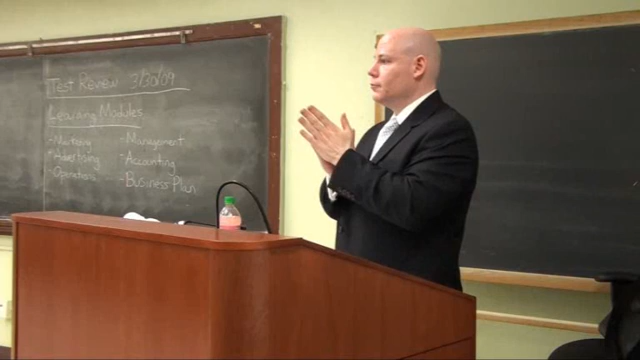 Test Review 3/30/09
Learning Modules
- Marketing - Management
- Advertising - Accounting
- Operations - Business Plan